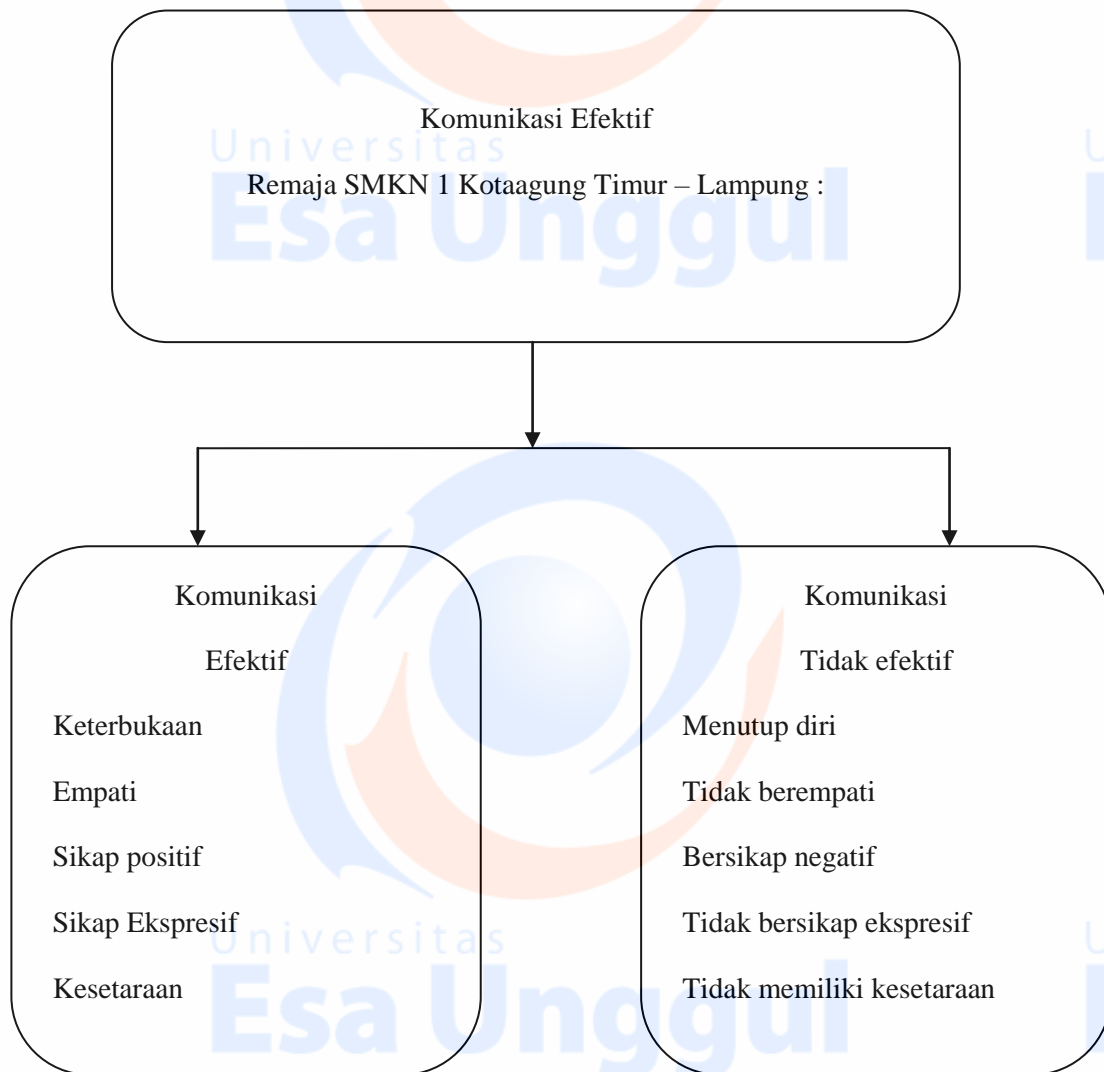 Komunikasi Efektif
Remaja SMKN 1 Kotaagung Timur – Lampung :
Universitas
Esa Unggul
Komunikasi
Efektif
Keterbukaan
Empati
Sikap positif
Sikap Ekspresif
Kesetaraan
Komunikasi
Tidak efektif
Menutup diri
Tidak berempati
Bersikap negatif
Tidak bersikap ekspresif
Tidak memiliki kesetaraan
Universitas
Esa Unggul